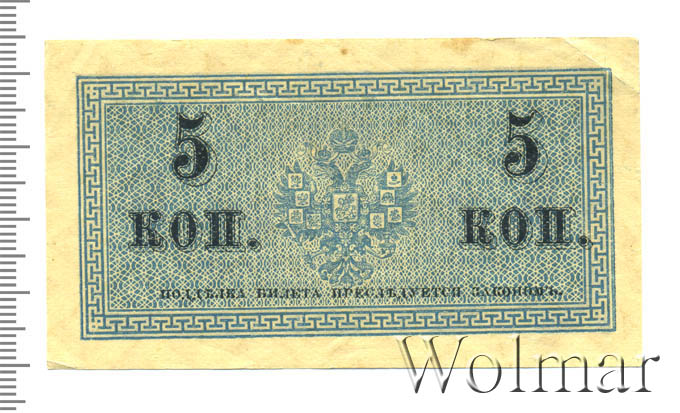 5 5
КОП. КОП.
ПОДДѢЛКА БИЛЕТА ПРЕСЛѢДУЕТСЯ ЗАКОНОМЪ.
Wolmar